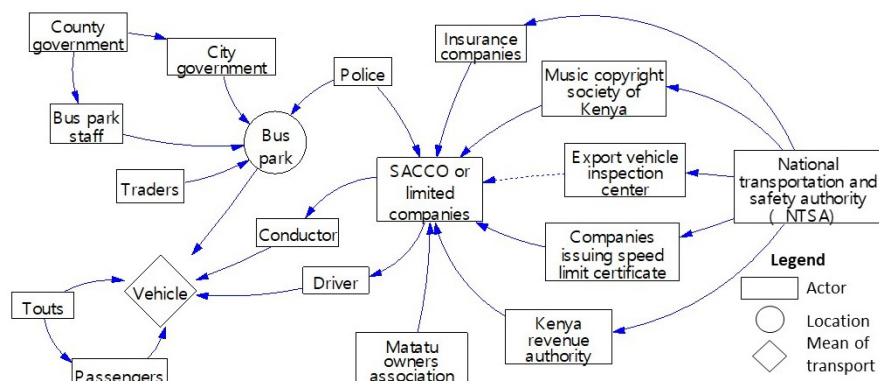 County
government
City
government
Police
Insurance
companies
Music copyright
society of
Kenya
Bus park
staff
Bus
park
Traders
SACCO or
limited
companies
Export vehicle
inspection
center
National
transportation and
safety authority
( NTSA)
Conductor
Companies
issuing speed
limit certificate
Vehicle
Driver
Touts
Passengers
Matatu
owners
association
Kenya
revenue
authority
Legend
Actor
Location
Mean of
transport